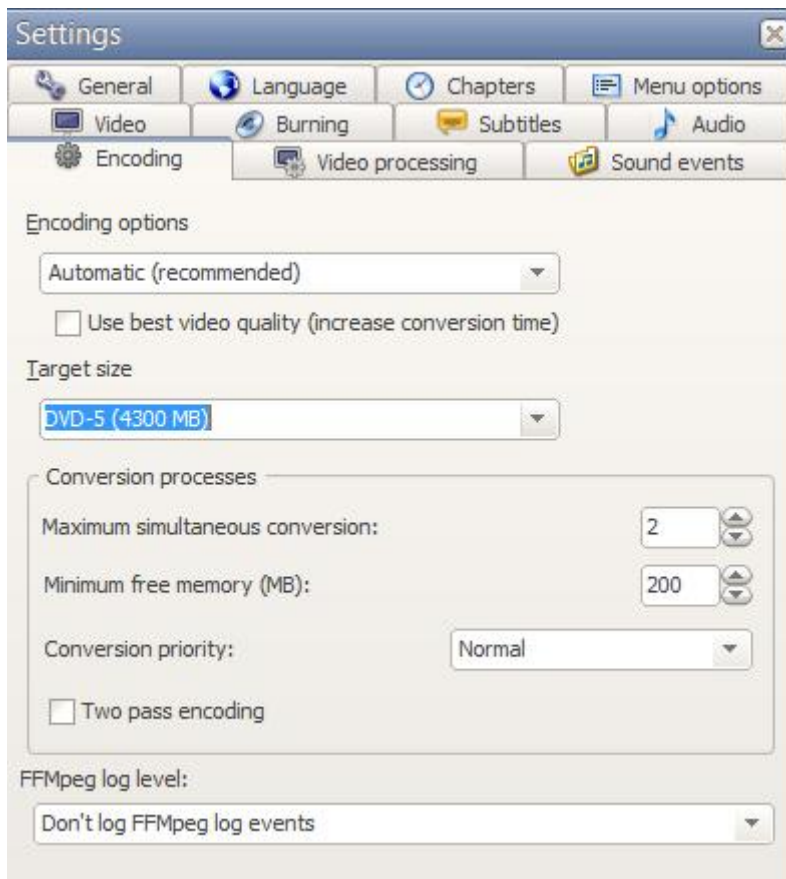 Settings
General Language Chapters Menu options
Video Burning Subtitles Audio
Encoding Video processing Sound events
Encoding options
Automatic (recommended)
Use best video quality (increase conversion time)
Target size
DVD-5 (4300 MB)
Conversion processes
Maximum simultaneous conversion: 2
Minimum free memory (MB): 200
Conversion priority: Normal
Two pass encoding
FFMpeg log level:
Don't log FFMpeg log events